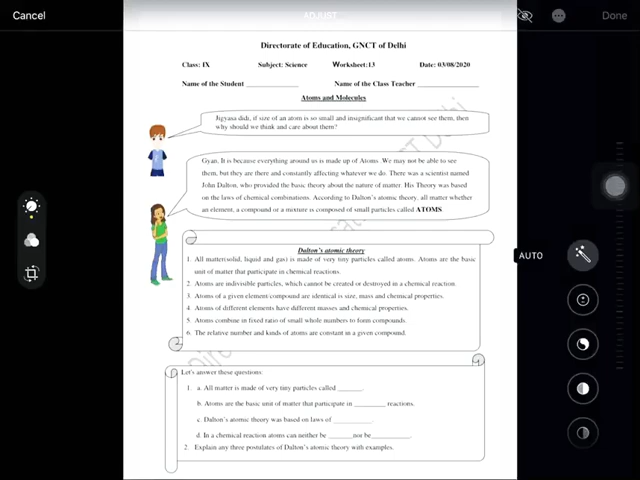 Cancel
ADJUST
Done
Directorate of Education, GNCT of Delhi
Class: IX Subject: Science Worksheet:13 Date: 03/08/2020
Name of the Student ____________ Name of the Class Teacher ____________
Atoms and Molecules
Jigyasa didi, if size of an atom is so small and insignificant that we cannot see them, then
why should we think and care about them?
Gyan, It is because everything around us is made up of Atoms. We may not be able to see
them, but they are there and constantly affecting whatever we do. There was a scientist named
John Dalton, who provided the basic theory about the nature of matter. His Theory was based
on the laws of chemical combinations. According to Dalton's atomic theory, all matter whether
an element, a compound or a mixture is composed of small particles called ATOMS.
Dalton's atomic theory
1. All matter(solid, liquid and gas) is made of very tiny particles called atoms. Atoms are the basic
unit of matter that participate in chemical reactions.
2. Atoms are indivisible particles, which cannot be created or destroyed in a chemical reaction.
3. Atoms of a given element/compound are identical is size, mass and chemical properties.
4. Atoms of different elements have different masses and chemical properties.
5. Atoms combine in fixed ratio of small whole numbers to form compounds.
6. The relative number and kinds of atoms are constant in a given compound.
AUTO
Let's answer these questions:
1. a. All matter is made of very tiny particles called ______.
b. Atoms are the basic unit of matter that participate in ________ reactions.
c. Dalton's atomic theory was based on laws of __________.
d. In a chemical reaction atoms can neither be ______nor be__________.
2. Explain any three postulates of Dalton's atomic theory with examples.